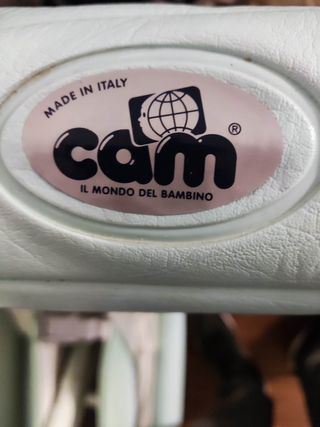 MADE IN ITALY
cam®
IL MONDO DEL BAMBINO